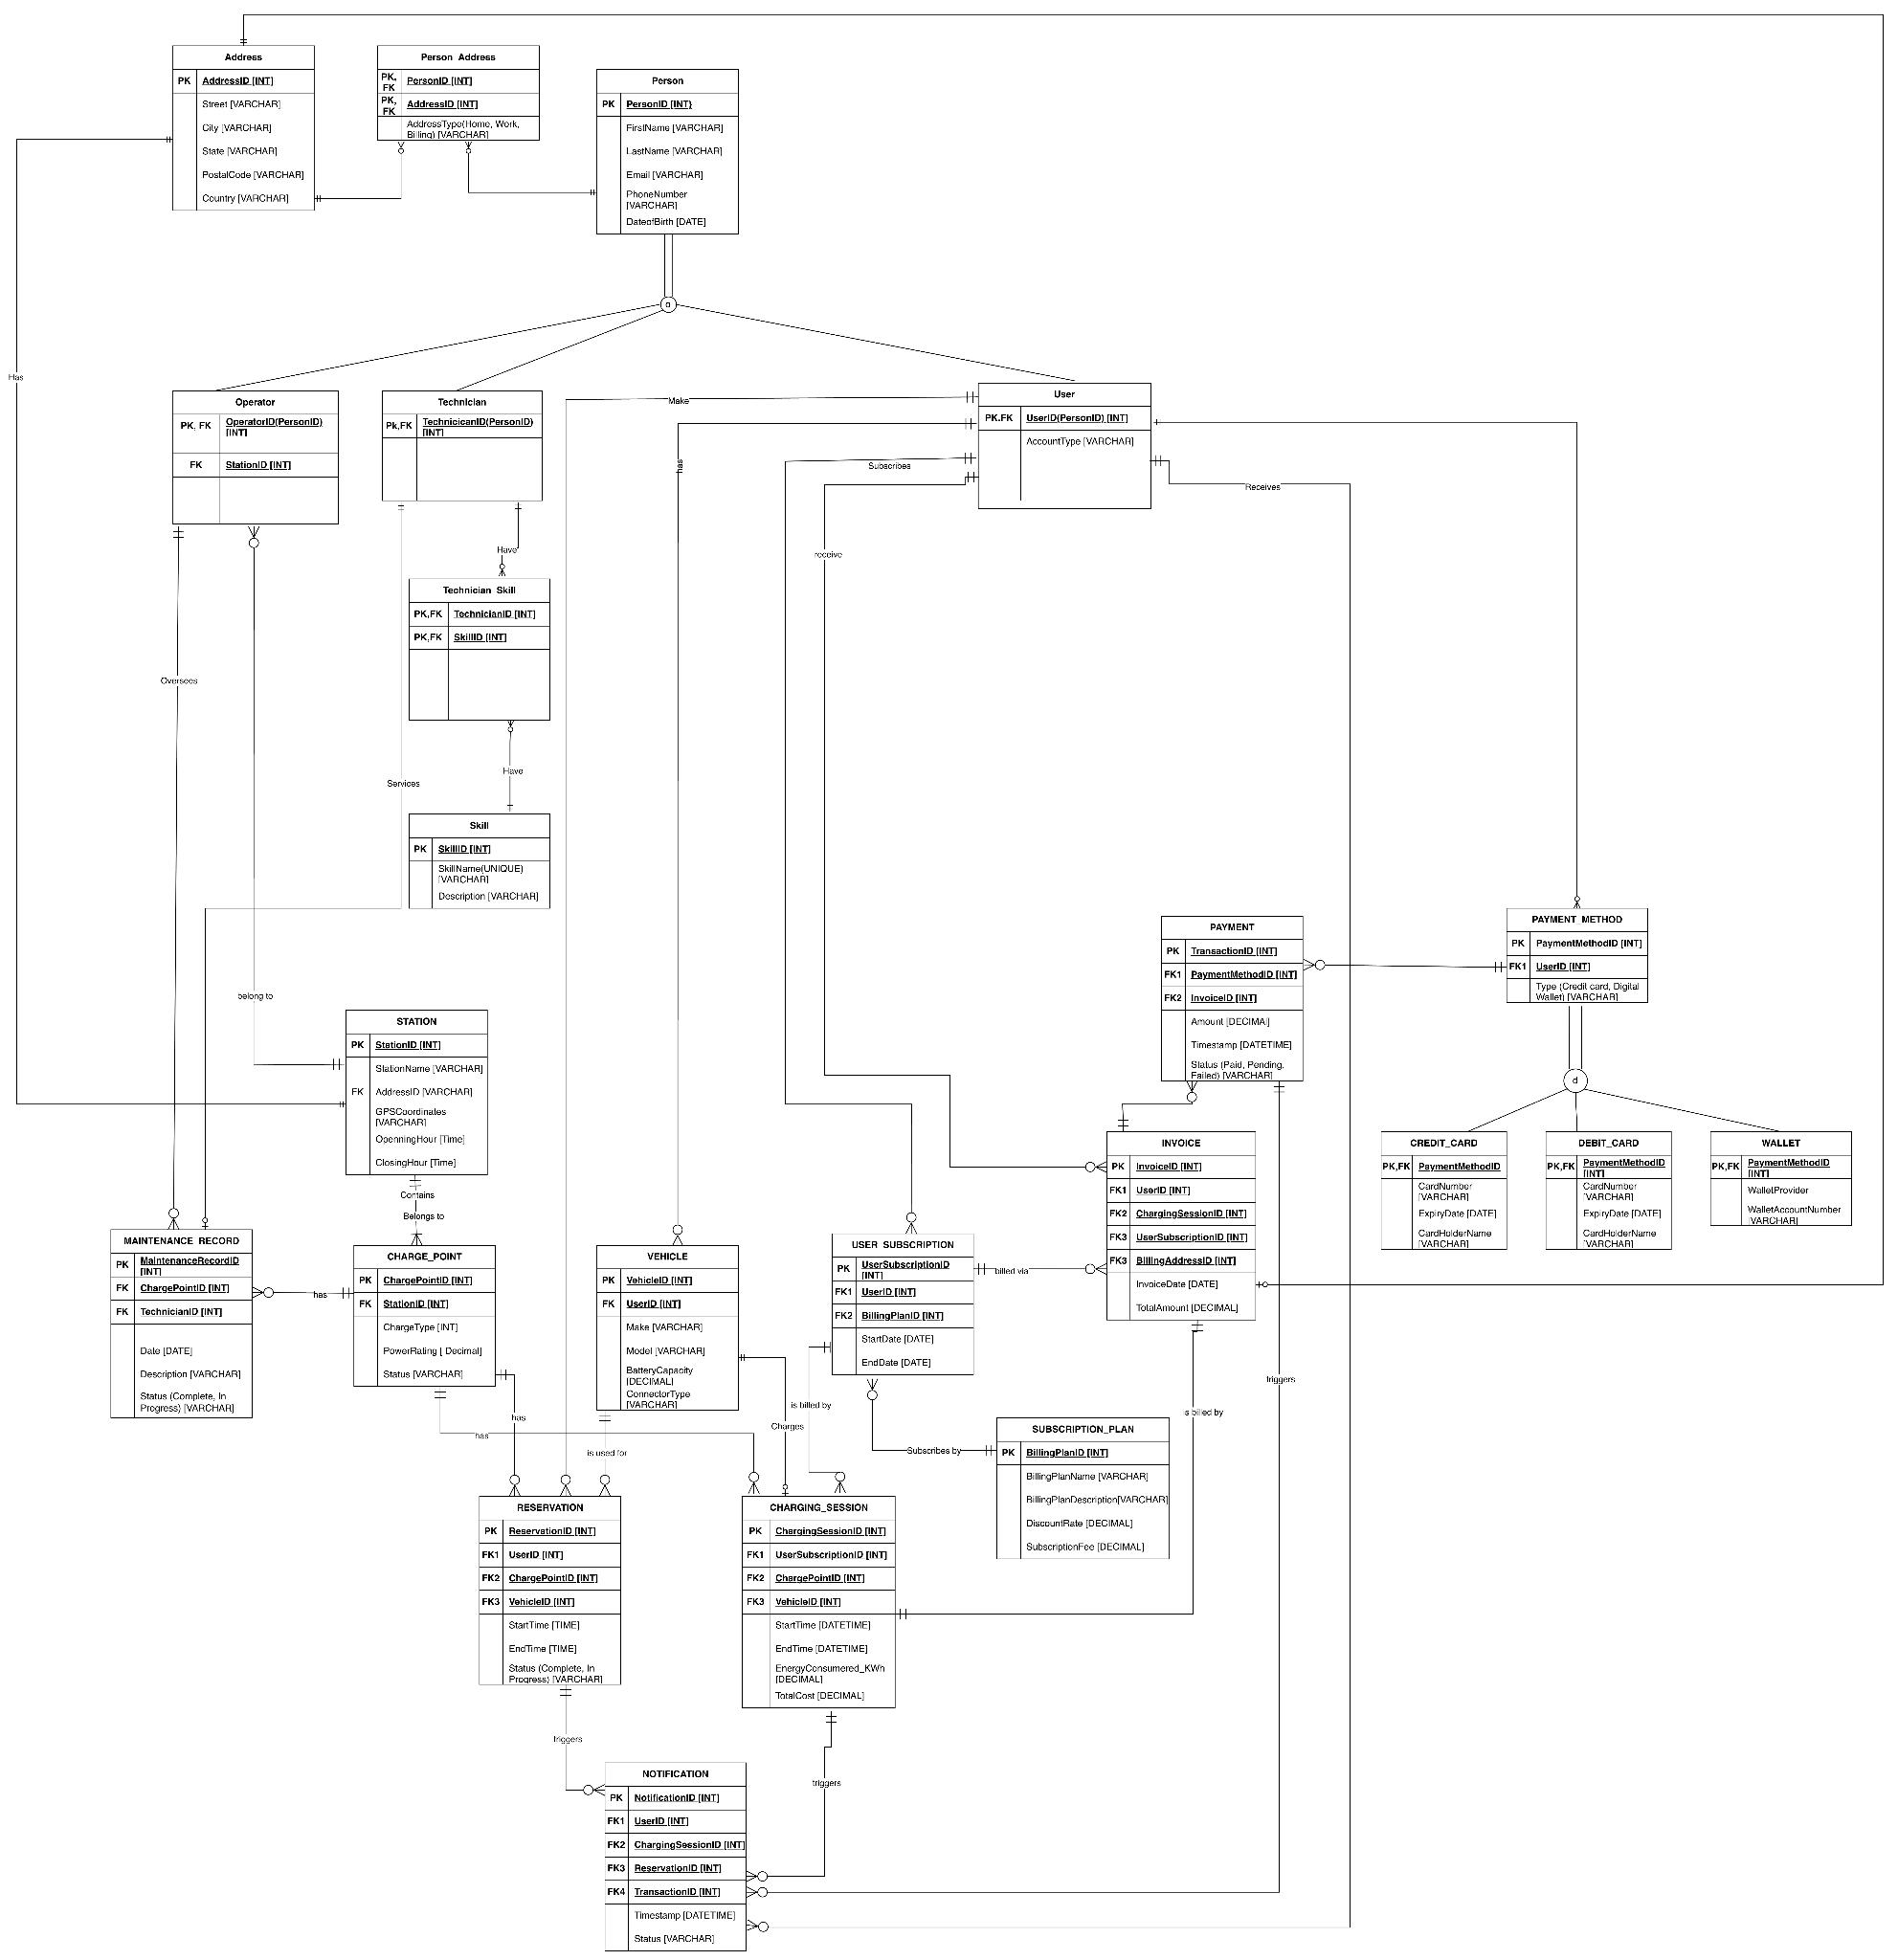 Address
PK AddressID [INT]
Street [VARCHAR]
City [VARCHAR]
State [VARCHAR]
PostalCode [VARCHAR]
Country [VARCHAR]
Person_Address
PK,
FK
PersonID [INT]
PK,
FK
AddressID [INT]
AddressType(Home, Work,
Billing) [VARCHAR]
Person
PK PersonID [INT}
FirstName [VARCHAR]
LastName [VARCHAR]
Email [VARCHAR]
PhoneNumber
[VARCHAR]
DateofBirth [DATE]
o
Has
Operator
PK, FK OperatorID(PersonID)
[INT]
FK StationID [INT]
Technician
Pk,FK TechnicicanID(PersonID)
[INT]
Make
User
PK.FK UserID(PersonID) [INT]
AccountType [VARCHAR]
has
Subscribes
Receives
receive
Have
Technician_Skill
PK,FK TechnicianID [INT]
PK,FK SkillID [INT]
Oversees
Have
Services
Skill
PK SkillID [INT]
SkillName(UNIQUE)
[VARCHAR]
Description [VARCHAR]
PAYMENT
PK TransactionID [INT]
FK1 PaymentMethodID [INT]
FK2 InvoiceID [INT]
Amount [DECIMAl]
Timestamp [DATETIME]
Status (Paid, Pending,
Failed) [VARCHAR]
PAYMENT_METHOD
PK PaymentMethodID [INT]
FK1 UserID [INT]
Type (Credit card, Digital
Wallet) [VARCHAR]
d
belong to
STATION
PK StationID [INT]
StationName [VARCHAR]
FK AddressID [VARCHAR]
GPSCoordinates
[VARCHAR]
OpenningHour [Time]
ClosingHour [Time]
Contains
Belongs to
INVOICE
PK InvoiceID [INT]
FK1 UserID [INT]
FK2 ChargingSessionID [INT]
FK3 UserSubscriptionID [INT]
FK3 BillingAddressID [INT]
InvoiceDate [DATE]
TotalAmount [DECIMAL]
CREDIT_CARD
PK,FK PaymentMethodID
CardNumber
[VARCHAR]
ExpiryDate [DATE]
CardHolderName
[VARCHAR]
DEBIT_CARD
PK,FK PaymentMethodID
[INT]
CardNumber
[VARCHAR]
ExpiryDate [DATE]
CardHolderName
[VARCHAR]
WALLET
PK,FK PaymentMethodID
[INT]
WalletProvider
WalletAccountNumber
[VARCHAR]
MAINTENANCE_RECORD
PK MaintenanceRecordID
[INT]
FK ChargePointID [INT]
FK TechnicianID [INT]
Date [DATE]
Description [VARCHAR]
Status (Complete, In
Progress) [VARCHAR]
has
CHARGE_POINT
PK ChargePointID [INT]
FK StationID [INT]
ChargeType [INT]
PowerRating [ Decimal]
Status [VARCHAR]
VEHICLE
PK VehicleID [INT]
FK UserID [INT]
Make [VARCHAR]
Model [VARCHAR]
BatteryCapacity
[DECIMAL]
ConnectorType
[VARCHAR]
USER_SUBSCRIPTION
PK UserSubscriptionID
[INT]
FK1 UserID [INT]
FK2 BillingPlanID [INT]
StartDate [DATE]
EndDate [DATE]
billed via
triggers
is billed by
is billed by
has
Charges
has
is used for
Subscribes by
SUBSCRIPTION_PLAN
PK BillingPlanID [INT]
BillingPlanName [VARCHAR]
BillingPlanDescription[VARCHAR]
DiscountRate [DECIMAL]
SubscriptionFee [DECIMAL]
RESERVATION
PK ReservationID [INT]
FK1 UserID [INT]
FK2 ChargePointID [INT]
FK3 VehicleID [INT]
StartTime [TIME]
EndTime [TIME]
Status (Complete, In
Progress) [VARCHAR]
CHARGING_SESSION
PK ChargingSessionID [INT]
FK1 UserSubscriptionID [INT]
FK2 ChargePointID [INT]
FK3 VehicleID [INT]
StartTime [DATETIME]
EndTime [DATETIME]
EnergyConsumered_KWh
[DECIMAL]
TotalCost [DECIMAL]
triggers
triggers
NOTIFICATION
PK NotificationID [INT]
FK1 UserID [INT]
FK2 ChargingSessionID [INT]
FK3 ReservationID [INT]
FK4 TransactionID [INT]
Timestamp [DATETIME]
Status [VARCHAR]